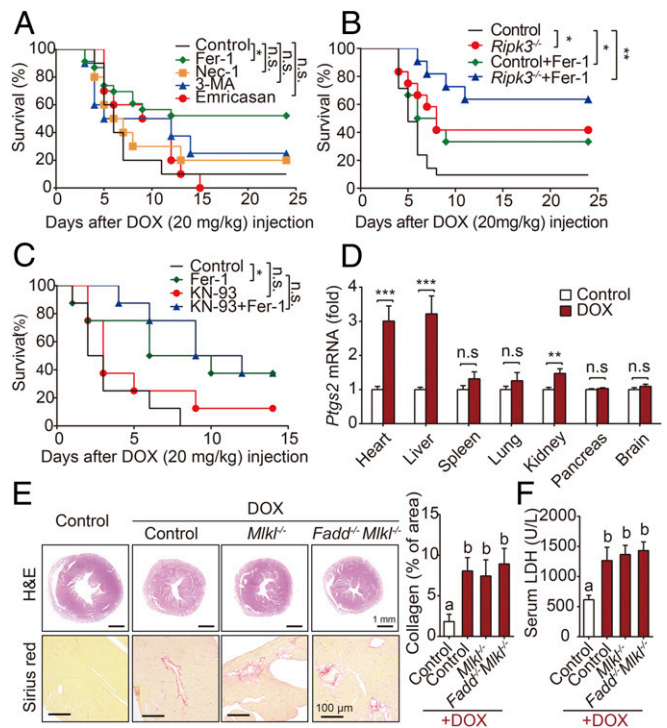 A
Control
Fer-1
Nec-1
3-MA
Emricasan
*
n.s.
n.s.
n.s.
Survival (%)
100
80
60
40
20
0
0 5 10 15 20 25
Days after DOX (20 mg/kg) injection
B
Control
Ripk3-/-
Control+Fer-1
Ripk3-/-+Fer-1
*
*
**
Survival (%)
100
80
60
40
20
0
0 5 10 15 20 25
Days after DOX (20mg/kg) injection
C
Control
Fer-1
KN-93
KN-93+Fer-1
*
n.s.
n.s.
Survival(%)
100
80
60
40
20
0
0 5 10 15
Days after DOX (20 mg/kg) injection
D
Control
DOX
Ptgs2 mRNA (fold)
4
3
2
1
0
*** *** n.s n.s ** n.s n.s
Heart Liver Spleen Lung Kidney Pancreas Brain
E
DOX
Control Control Mlkl-/- Fadd-/- Mlkl-/-
H&E
1 mm
Sirius red
100 μm
Collagen (% of area)
15
10
5
0
a b b b
Control Control Mlkl-/- Fadd-/-Mlkl-/-
+DOX
F
Serum LDH (U/L)
2000
1500
1000
500
0
a b b b
Control Control Mlkl-/- Fadd-/-Mlkl-/-
+DOX